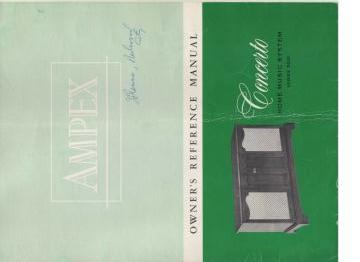 OWNER'S REFERENCE MANUAL
Concerto
HOME MUSIC SYSTEM
AMPEX